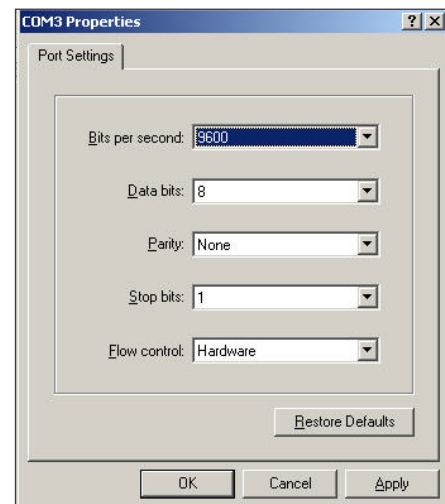 COM3 Properties
Port Settings
Bits per second: 9600
Data bits: 8
Parity: None
Stop bits: 1
Flow control: Hardware
Restore Defaults
OK Cancel Apply